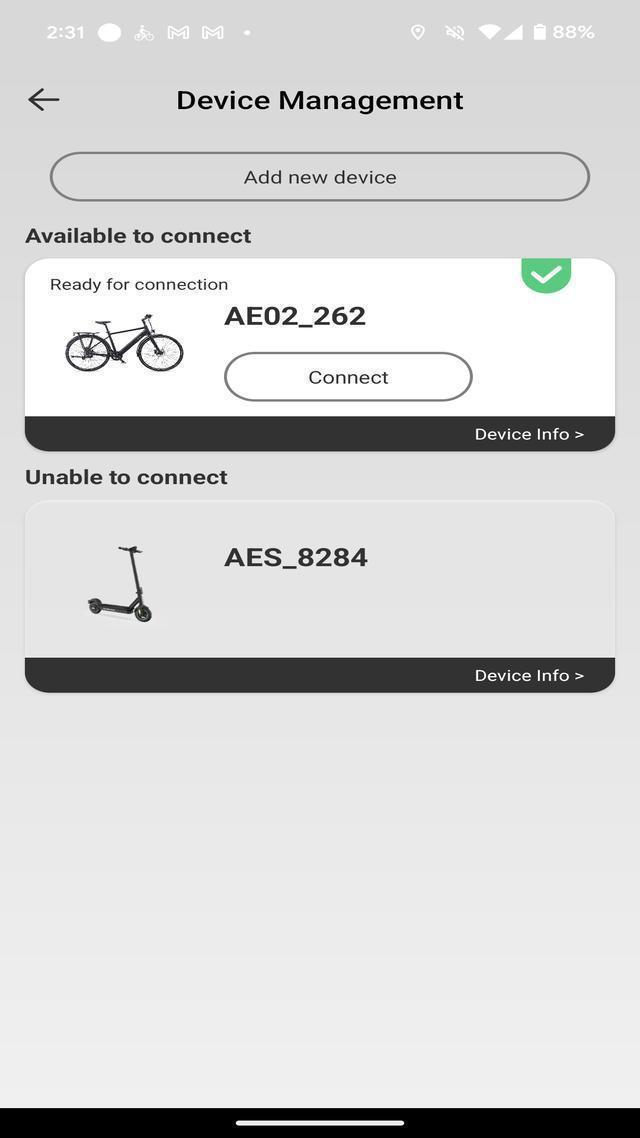 2:31
88%
Device Management
Add new device
Available to connect
Ready for connection
AE02_262
Connect
Device Info >
Unable to connect
AES_8284
Device Info >